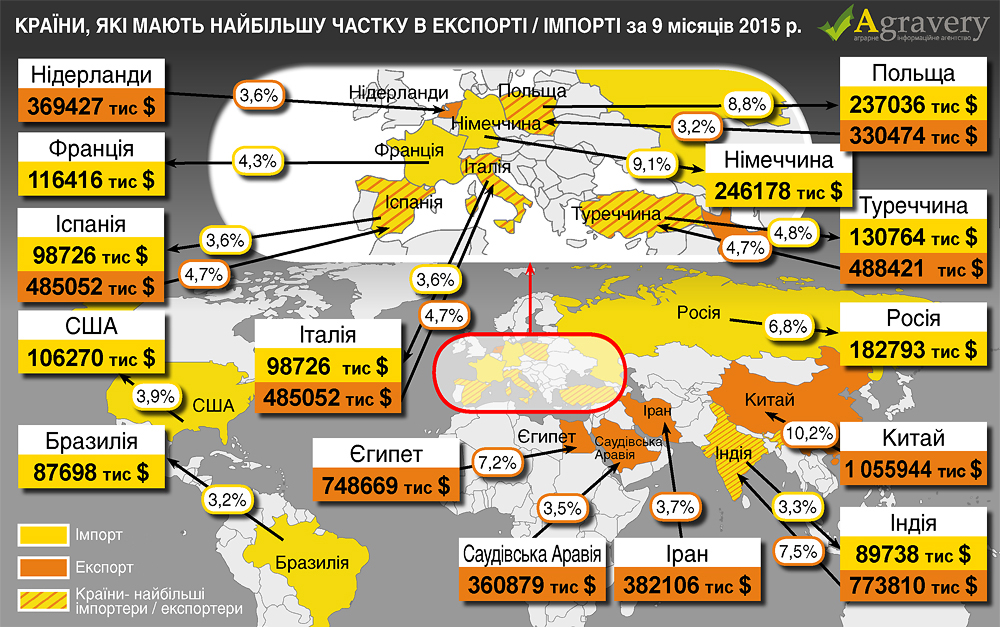 КРАЇНИ, ЯКІ МАЮТЬ НАЙБІЛЬШУ ЧАСТКУ В ЕКСПОРТІ / ІМПОРТІ за 9 місяців 2015 р.
Agravery
аграрне інформаційне агентство
Нідерланди
369427 тис $
3,6%
Франція
116416 тис $
4,3%
Іспанія
98726 тис $
485052 тис $
3,6%
4,7%
США
106270 тис $
3,9%
Бразилія
87698 тис $
3,2%
Італія
98726 тис $
485052 тис $
3,6%
4,7%
Нідерланди
Польща
Німеччина
Франція
Італія
Іспанія
Туреччина
8,8%
3,2%
Польща
237036 тис $
330474 тис $
9,1%
Німеччина
246178 тис $
4,8%
4,7%
Туреччина
130764 тис $
488421 тис $
Росія
6,8%
Росія
182793 тис $
Китай
10,2%
Китай
1 055944 тис $
США
Бразилія
Єгипет
Саудівська
Аравія
Іран
Індія
Єгипет
748669 тис $
7,2%
3,5%
Саудівська Аравія
360879 тис $
3,7%
Іран
382106 тис $
3,3%
7,5%
Індія
89738 тис $
773810 тис $
Імпорт
Експорт
Країни- найбільші
імпортери / експортери